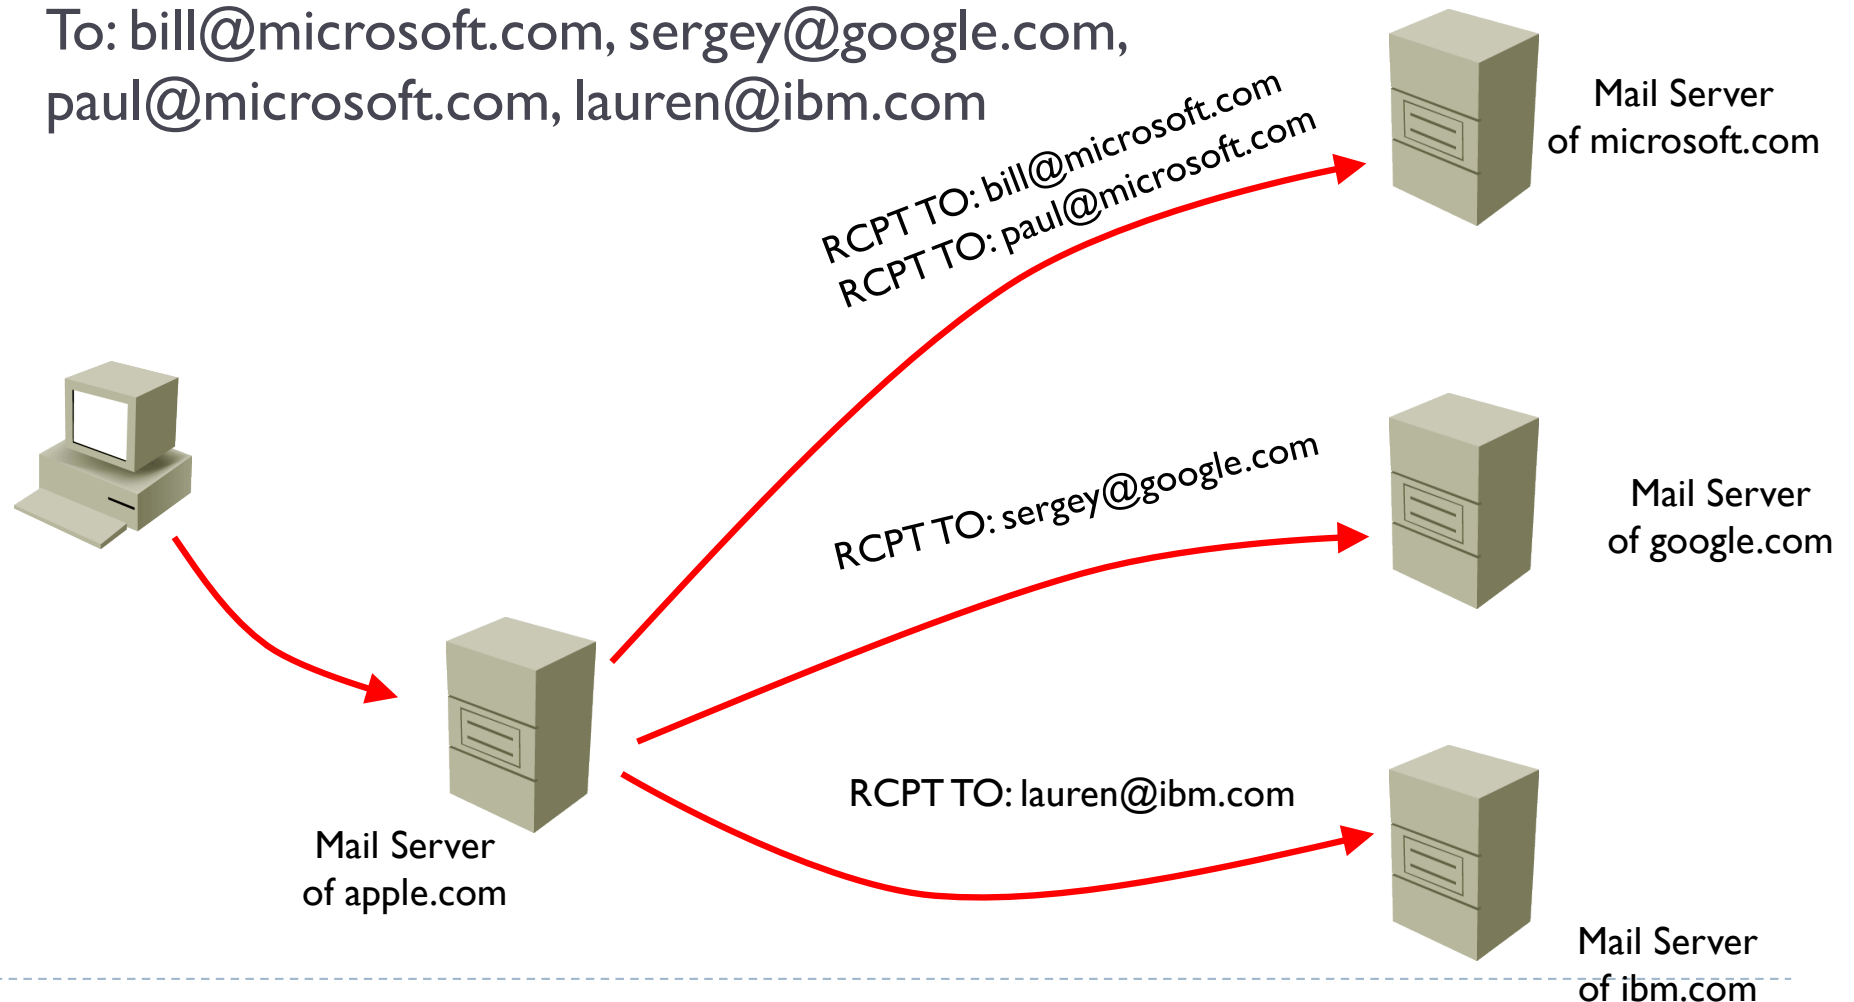 To: bill@microsoft.com, sergey@google.com,
paul@microsoft.com, lauren@ibm.com
RCPT TO: bill@microsoft.com
RCPT TO: paul@microsoft.com
Mail Server
of microsoft.com
RCPT TO: sergey@google.com
Mail Server
of google.com
RCPT TO: lauren@ibm.com
Mail Server
of apple.com
Mail Server
of ibm.com